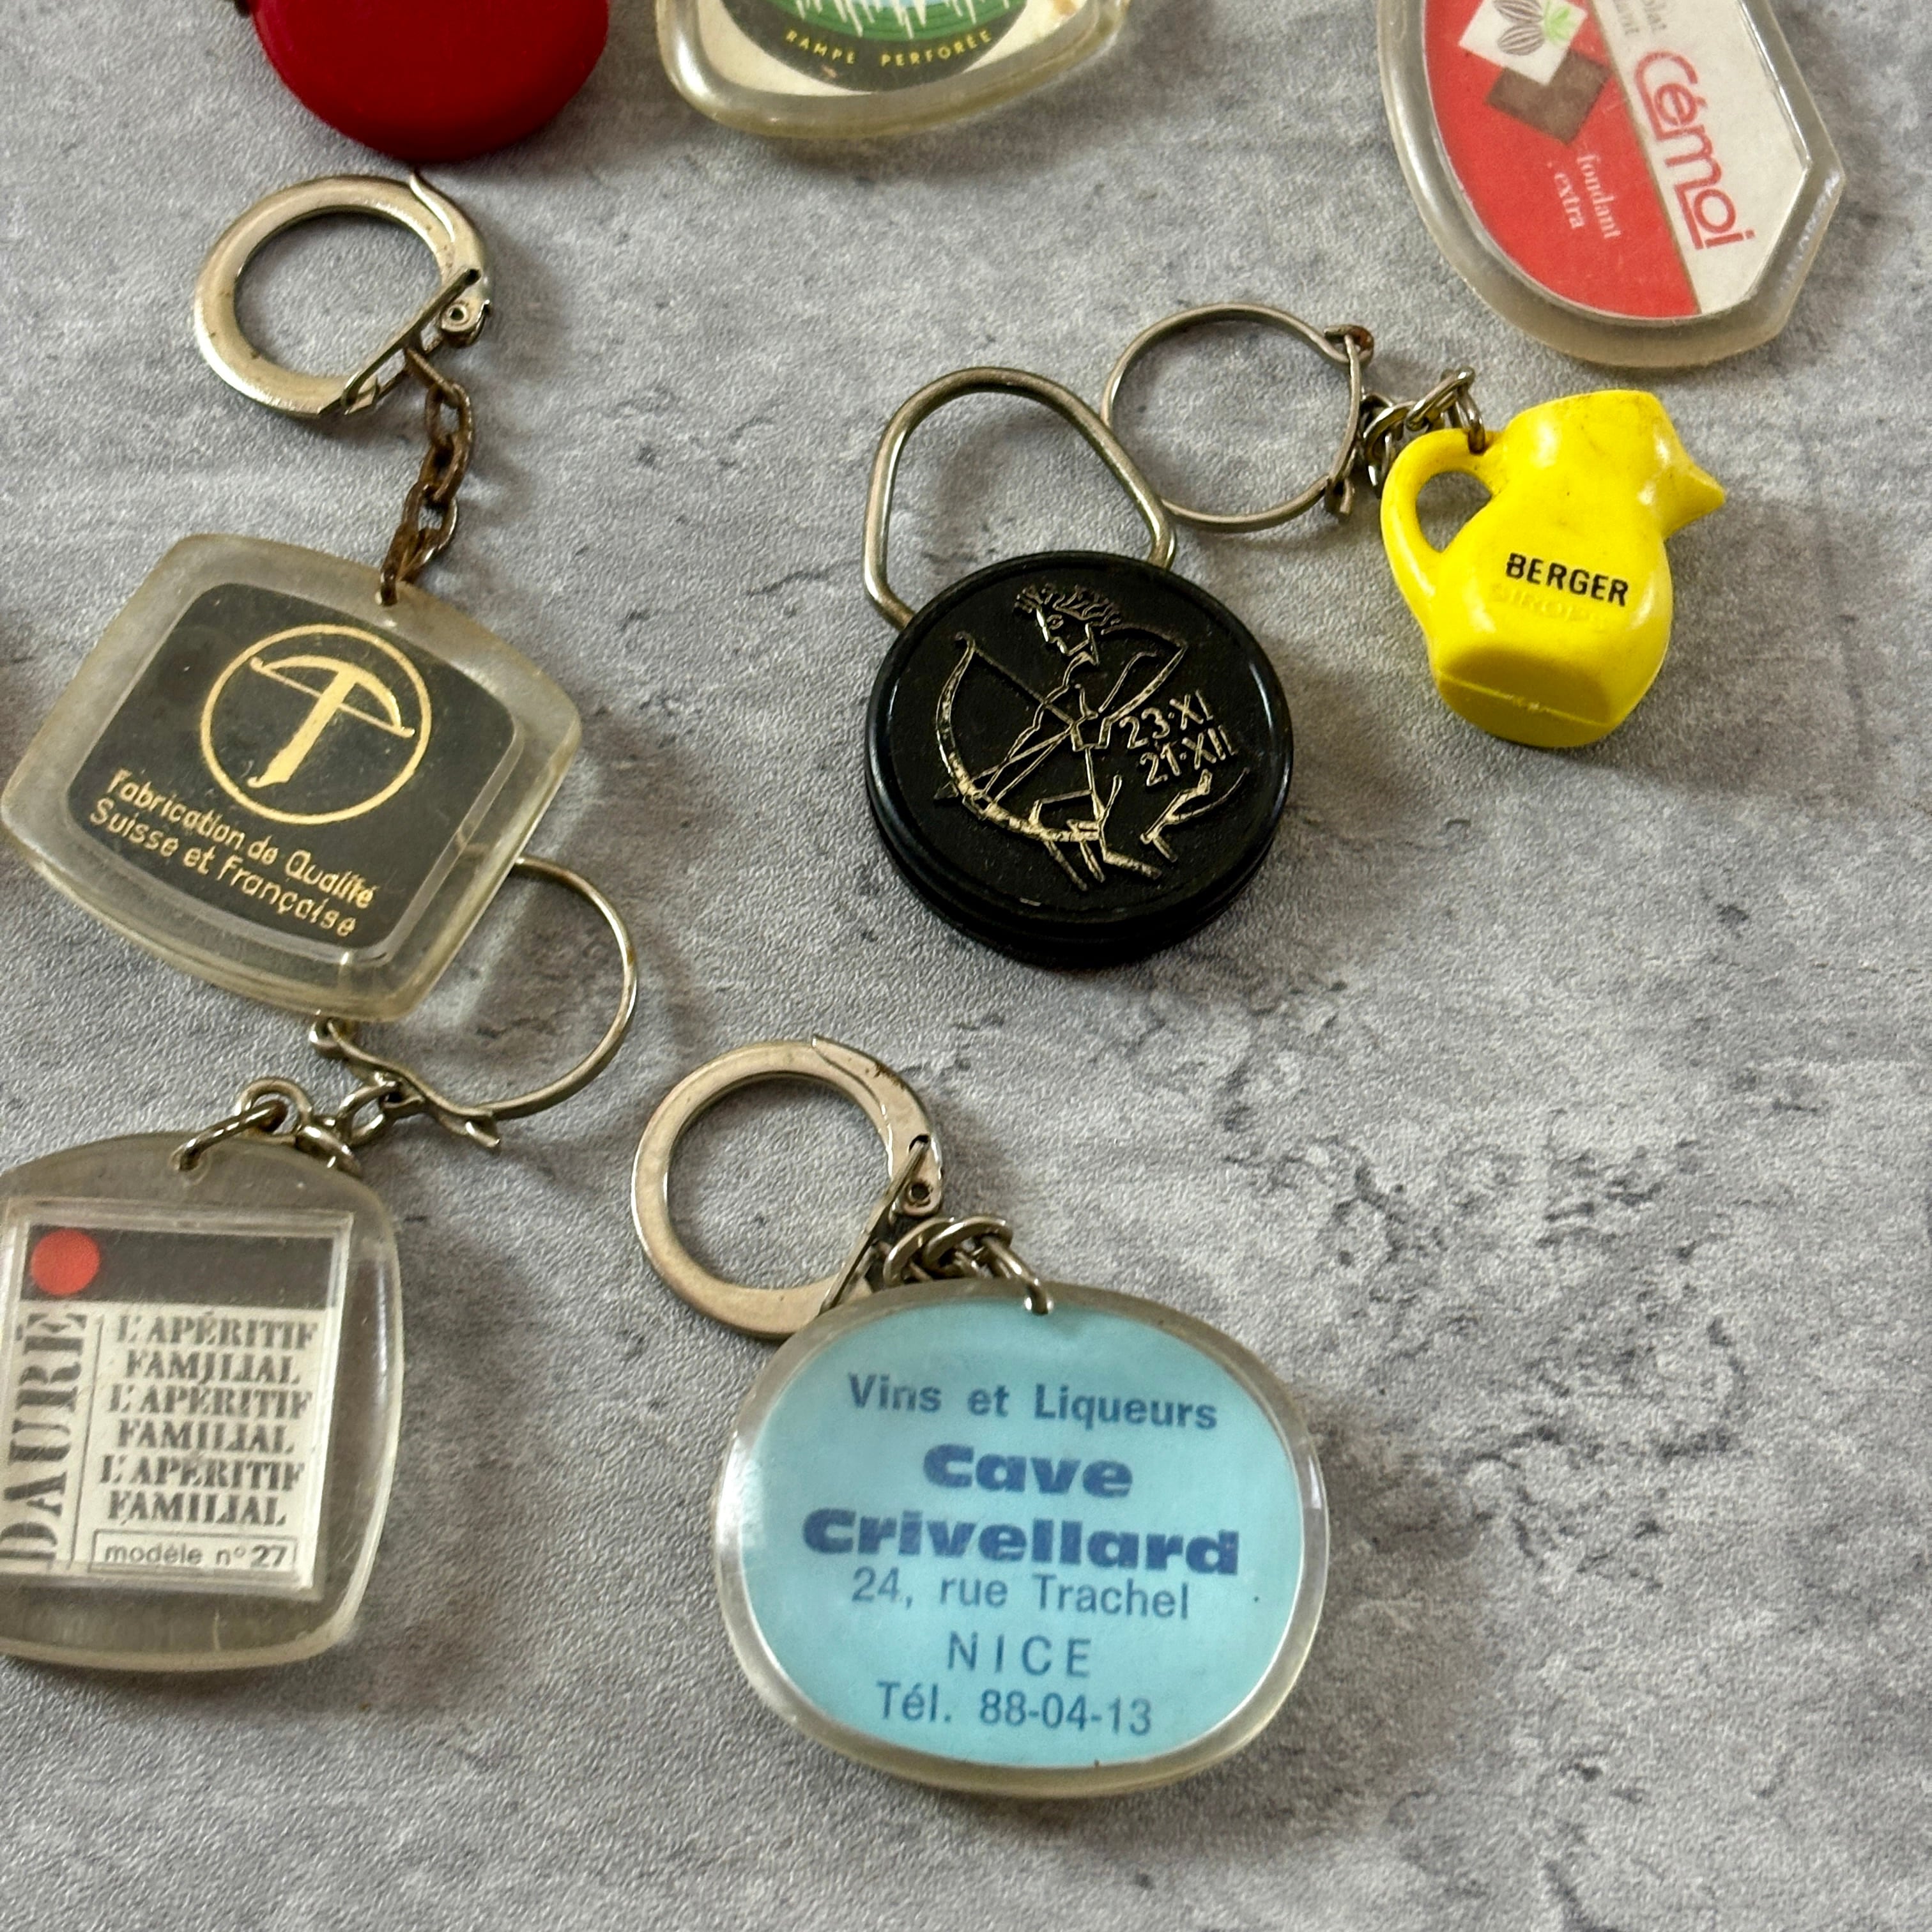 RAMPE PERFORÉE
Cémoi
fondant
extra
BERGER
SIROP
23·XI
21·XII
Fabrication de Qualité
Suisse et Française
DAURÉ
L'APÉRITIF
FAMILIAL
L'APÉRITIF
FAMILIAL
L'APÉRITIF
FAMILIAL
modèle n° 27
Vins et Liqueurs
Cave
Crivellard
24, rue Trachel
NICE
Tél. 88-04-13